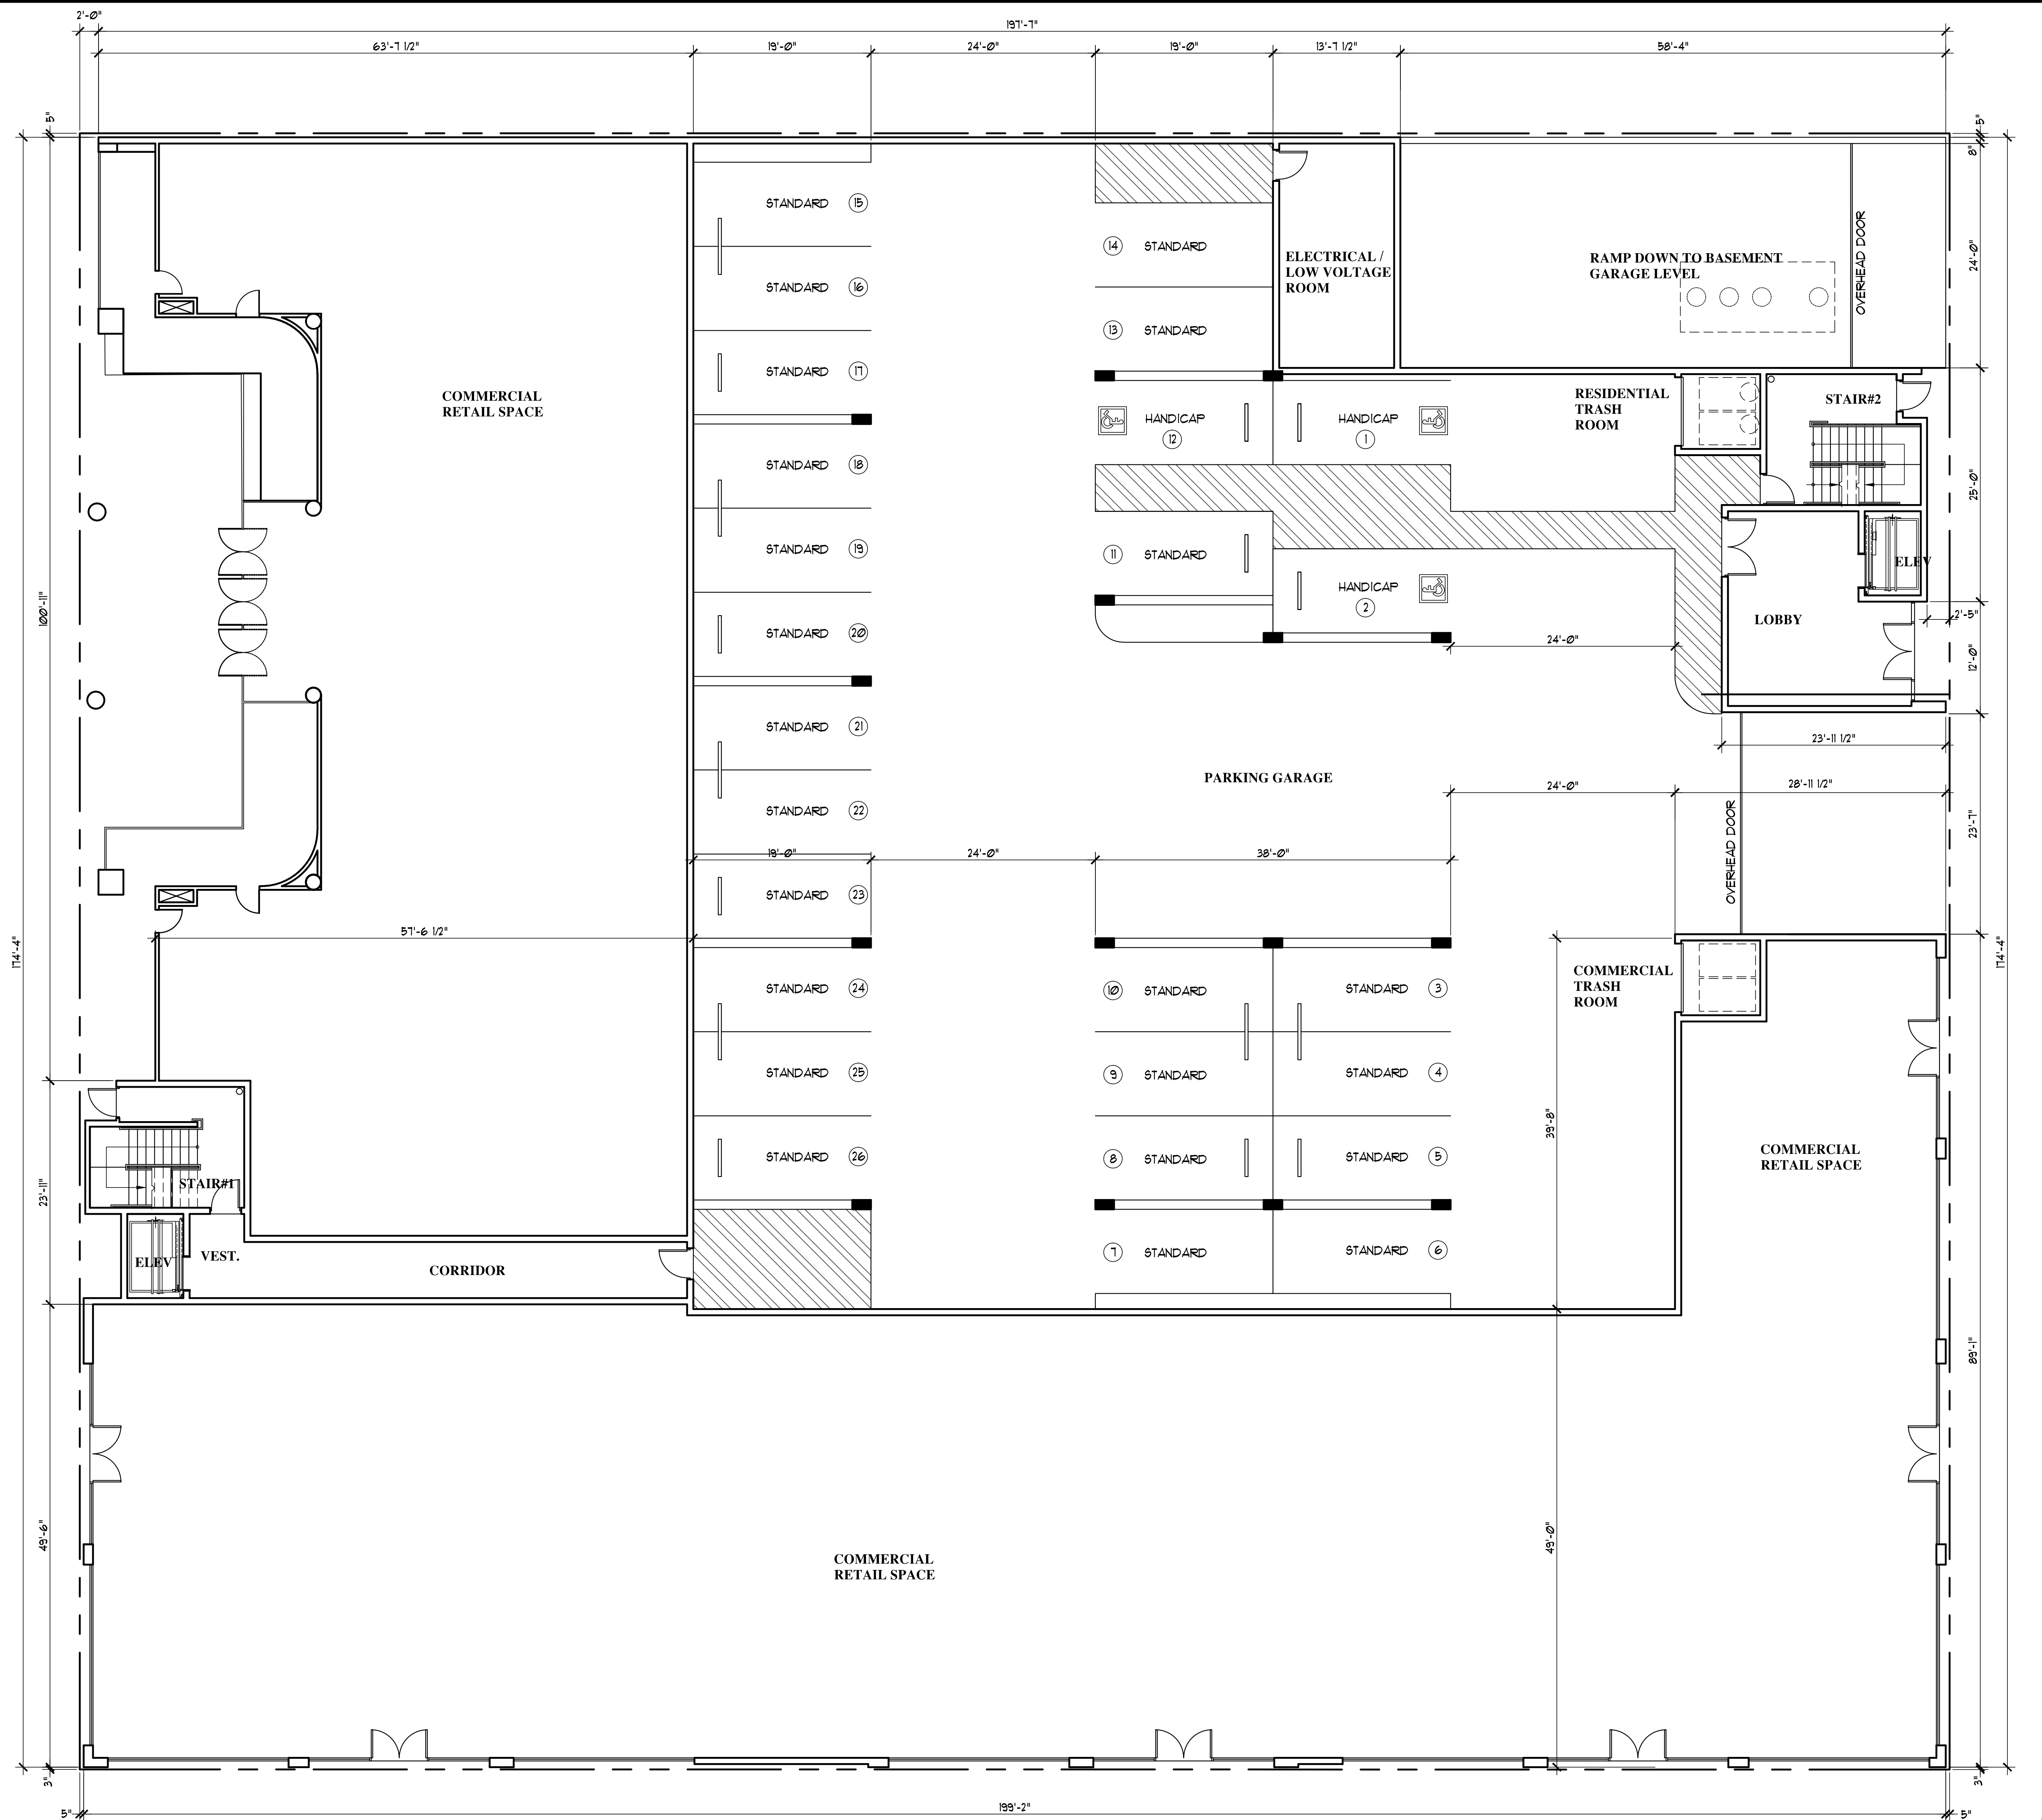 2'-0"
197'-7"
63'-7 1/2"
19'-0"
24'-0"
19'-0"
13'-7 1/2"
58'-4"
5"
5"
8"
STANDARD 15
14 STANDARD
ELECTRICAL /
LOW VOLTAGE
ROOM
RAMP DOWN TO BASEMENT
GARAGE LEVEL
OVERHEAD DOOR
24'-0"
STANDARD 16
13 STANDARD
STANDARD 17
COMMERCIAL
RETAIL SPACE
HANDICAP
12
HANDICAP
1
RESIDENTIAL
TRASH
ROOM
STAIR#2
STANDARD 18
25'-0"
STANDARD 19
11 STANDARD
ELEV
100'-11"
HANDICAP
2
LOBBY
2'-5"
STANDARD 20
24'-0"
12'-0"
STANDARD 21
23'-11 1/2"
PARKING GARAGE
24'-0"
28'-11 1/2"
STANDARD 22
OVERHEAD DOOR
23'-7"
19'-0"
24'-0"
38'-0"
STANDARD 23
57'-6 1/2"
174'-4"
174'-4"
STANDARD 24
10 STANDARD
STANDARD 3
COMMERCIAL
TRASH
ROOM
STANDARD 25
9 STANDARD
STANDARD 4
39'-8"
STANDARD 26
8 STANDARD
STANDARD 5
COMMERCIAL
RETAIL SPACE
23'-11"
STAIR#1
ELEV
VEST.
CORRIDOR
7 STANDARD
STANDARD 6
89'-1"
49'-6"
49'-0"
COMMERCIAL
RETAIL SPACE
3"
3"
5"
199'-2"
5"